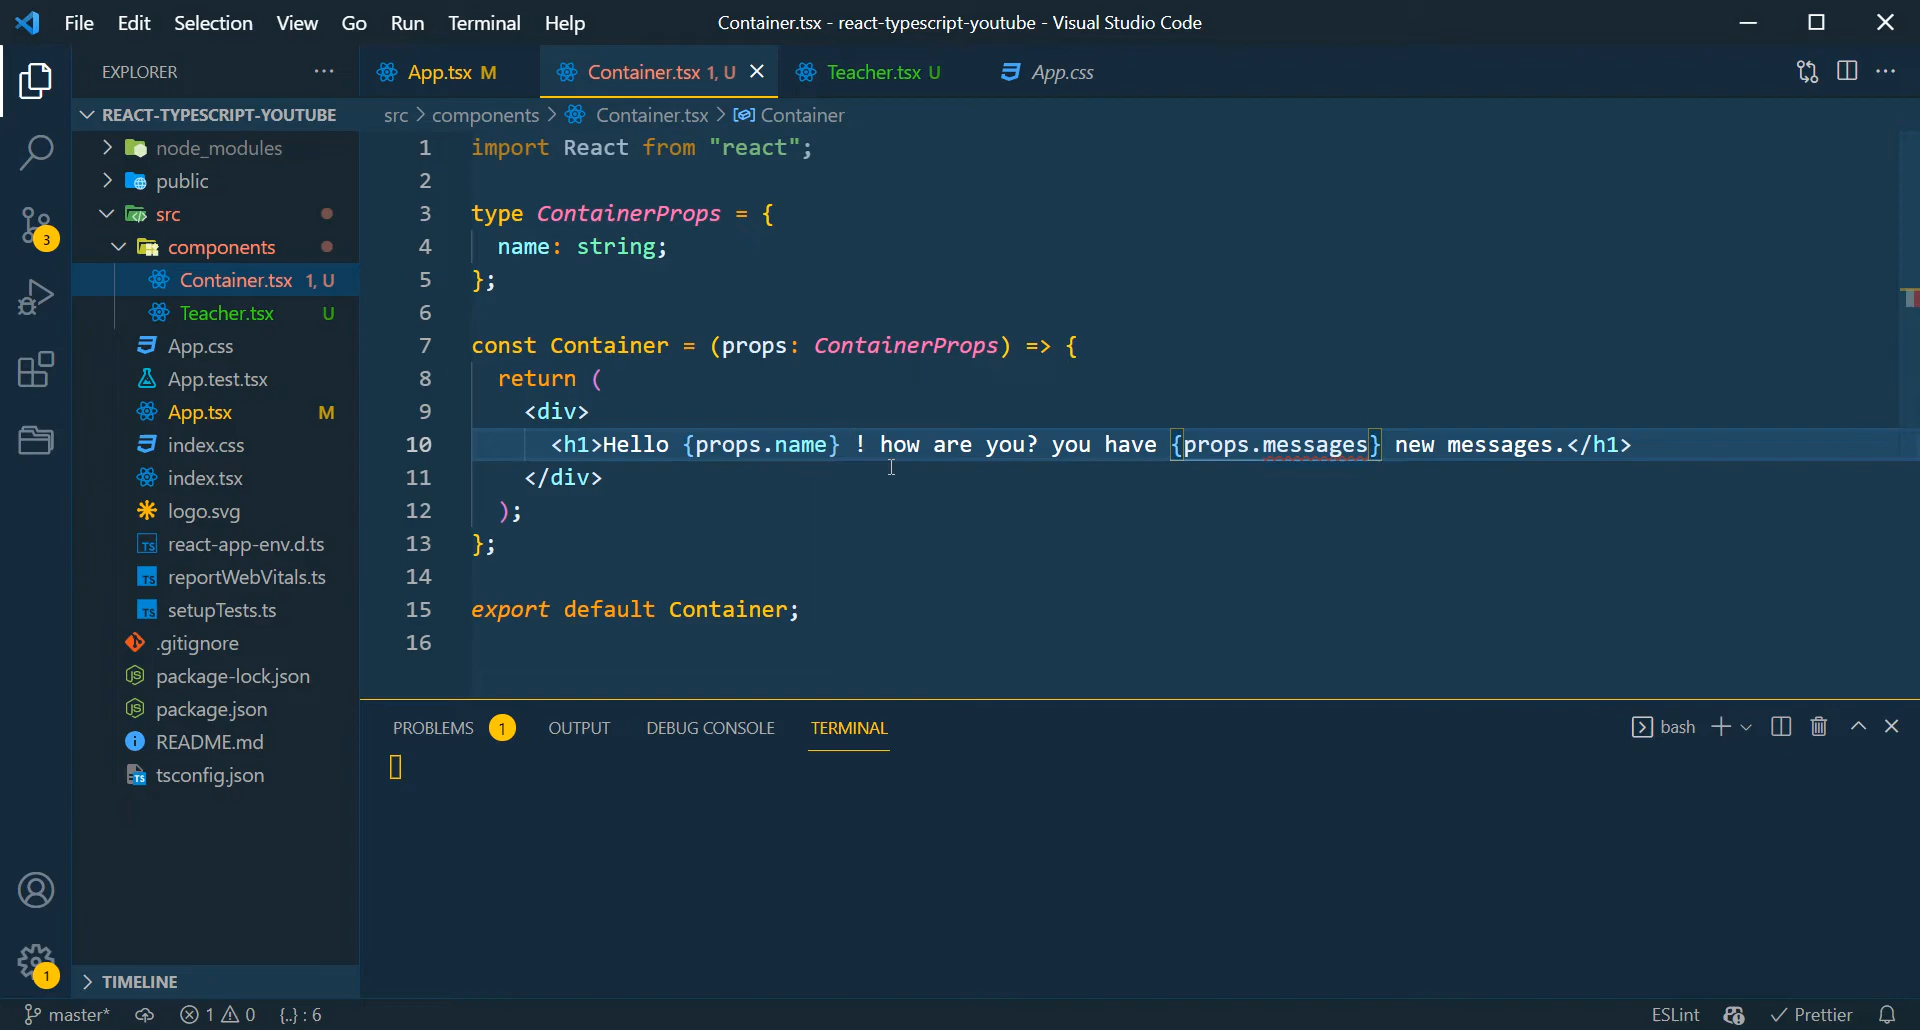 File Edit Selection View Go Run Terminal Help
Container.tsx - react-typescript-youtube - Visual Studio Code
EXPLORER
App.tsx M
Container.tsx 1, U
Teacher.tsx U
App.css
REACT-TYPESCRIPT-YOUTUBE
src > components > Container.tsx > Container
node_modules
public
src
components
Container.tsx 1, U
Teacher.tsx U
App.css
App.test.tsx
App.tsx M
index.css
index.tsx
logo.svg
react-app-env.d.ts
reportWebVitals.ts
setupTests.ts
.gitignore
package-lock.json
package.json
README.md
tsconfig.json
TIMELINE
3
1
1 import React from "react";
2
3 type ContainerProps = {
4 name: string;
5 };
6
7 const Container = (props: ContainerProps) => {
8 return (
9 <div>
10 <h1>Hello {props.name} ! how are you? you have {props.messages} new messages.</h1>
11 </div>
12 );
13 };
14
15 export default Container;
16
PROBLEMS 1 OUTPUT DEBUG CONSOLE TERMINAL
bash
master* 1 0 {..} : 6
ESLint Prettier